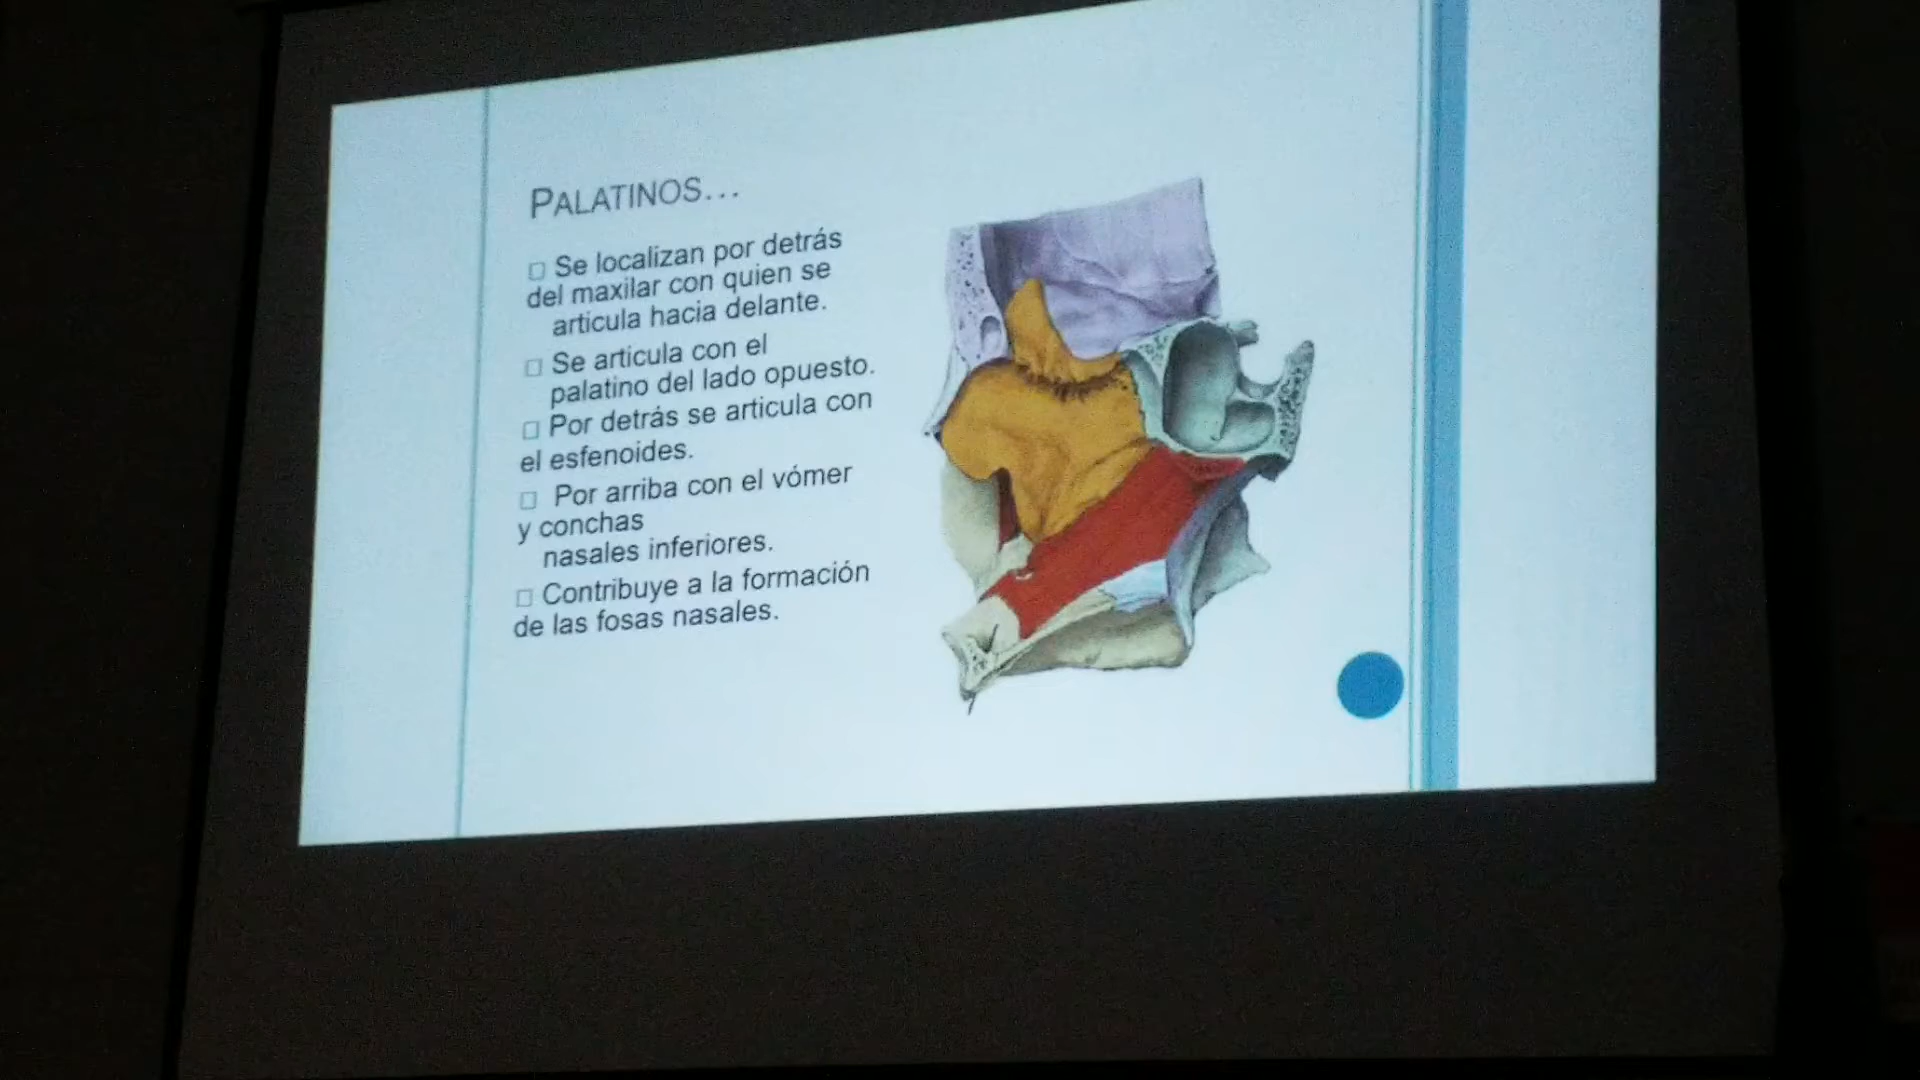 PALATINOS...
□ Se localizan por detrás
del maxilar con quien se
articula hacia delante.
□ Se articula con el
palatino del lado opuesto.
□ Por detrás se articula con
el esfenoides.
□ Por arriba con el vómer
y conchas
nasales inferiores.
□ Contribuye a la formación
de las fosas nasales.